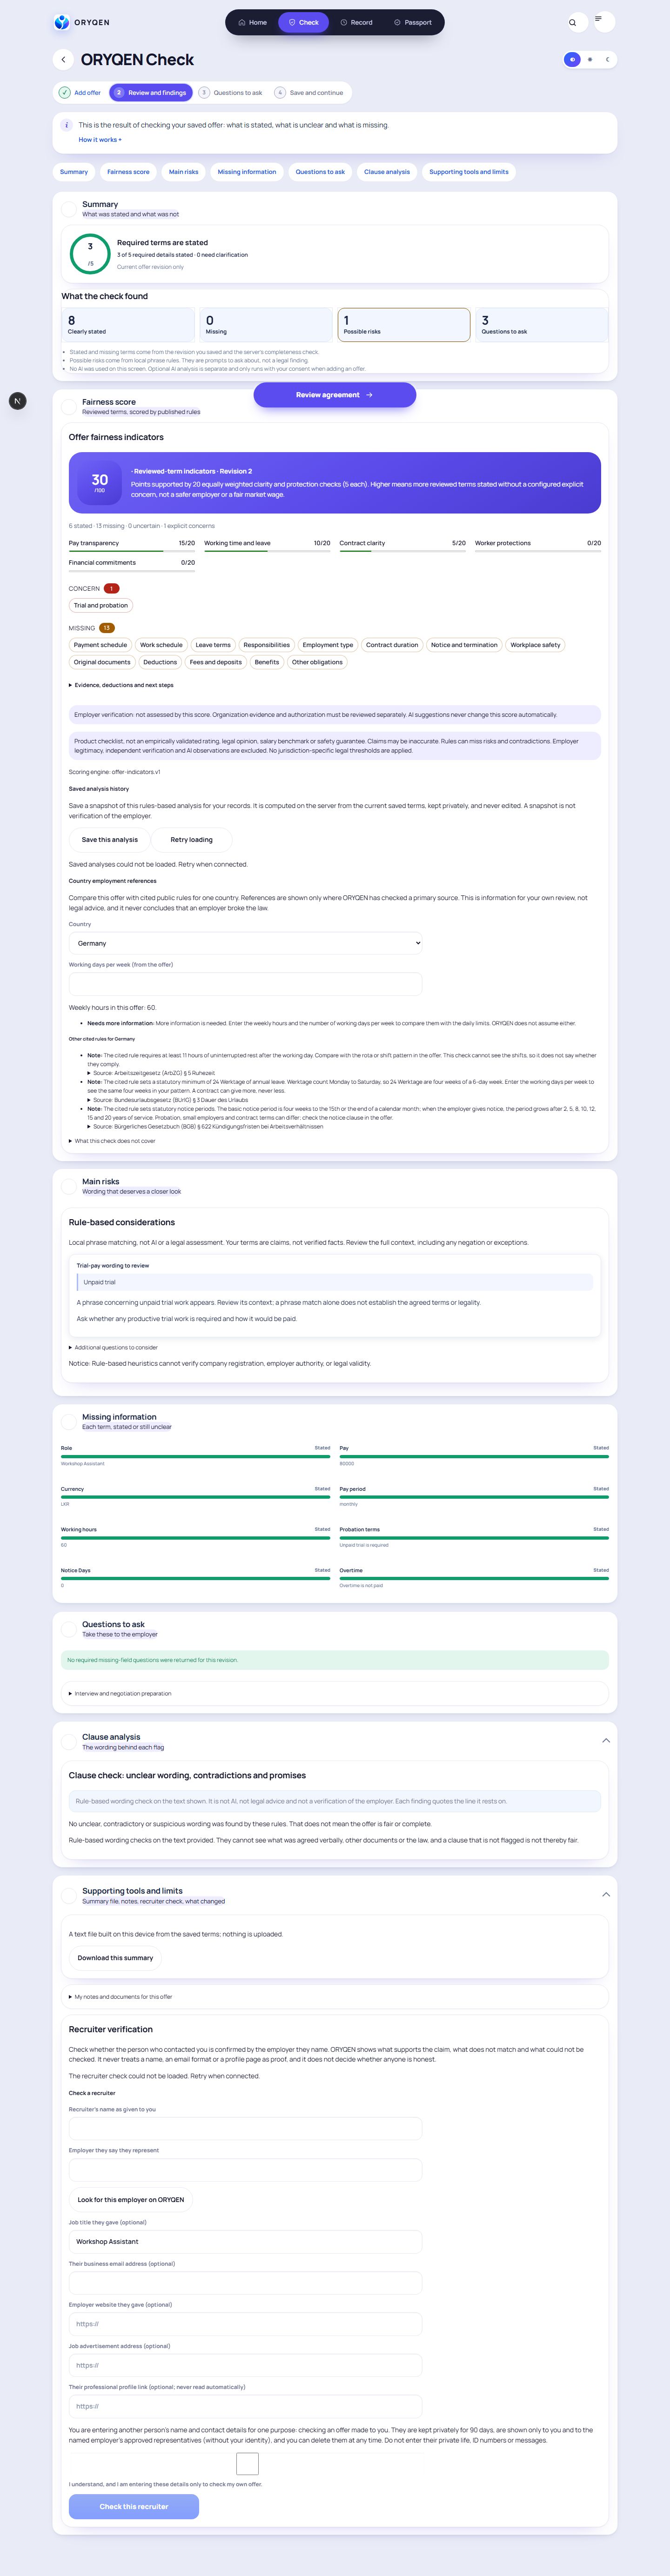 ORYQEN
Home
Check
Record
Passport
ORYQEN Check
Add offer
2 Review and findings
3 Questions to ask
4 Save and continue
This is the result of checking your saved offer: what is stated, what is unclear and what is missing.
How it works +
Summary
Fairness score
Main risks
Missing information
Questions to ask
Clause analysis
Supporting tools and limits
Summary
What was stated and what was not
3
/5
Required terms are stated
3 of 5 required details stated · 0 need clarification
Current offer revision only
What the check found
8
Clearly stated
0
Missing
1
Possible risks
3
Questions to ask
Stated and missing terms come from the revision you saved and the server's completeness check.
Possible risks come from local phrase rules. They are prompts to ask about, not a legal finding.
No AI was used on this screen. Optional AI analysis is separate and only runs with your consent when adding an offer.
Review agreement →
Fairness score
Reviewed terms, scored by published rules
N
Offer fairness indicators
30
/100
· Reviewed-term indicators · Revision 2
Points supported by 20 equally weighted clarity and protection checks (5 each). Higher means more reviewed terms stated without a configured explicit
concern, not a safer employer or a fair market wage.
6 stated · 13 missing · 0 uncertain · 1 explicit concerns
Pay transparency 15/20
Working time and leave 10/20
Contract clarity 5/20
Worker protections 0/20
Financial commitments 0/20
CONCERN 1
Trial and probation
MISSING 13
Payment schedule
Work schedule
Leave terms
Responsibilities
Employment type
Contract duration
Notice and termination
Workplace safety
Original documents
Deductions
Fees and deposits
Benefits
Other obligations
Evidence, deductions and next steps
Employer verification: not assessed by this score. Organization evidence and authorization must be reviewed separately. AI suggestions never change this score automatically.
Product checklist, not an empirically validated rating, legal opinion, salary benchmark or safety guarantee. Claims may be inaccurate. Rules can miss risks and contradictions. Employer
legitimacy, independent verification and AI observations are excluded. No jurisdiction-specific legal thresholds are applied.
Scoring engine: offer-indicators.v1
Saved analysis history
Save a snapshot of this rules-based analysis for your records. It is computed on the server from the current saved terms, kept privately, and never edited. A snapshot is not
verification of the employer.
Save this analysis
Retry loading
Saved analyses could not be loaded. Retry when connected.
Country employment references
Compare this offer with cited public rules for one country. References are shown only where ORYQEN has checked a primary source. This is information for your own review, not
legal advice, and it never concludes that an employer broke the law.
Country
Germany
Working days per week (from the offer)
Weekly hours in this offer: 60.
Needs more information: More information is needed. Enter the weekly hours and the number of working days per week to compare them with the daily limits. ORYQEN does not assume either.
Other cited rules for Germany
Note: The cited rule requires at least 11 hours of uninterrupted rest after the working day. Compare with the rota or shift pattern in the offer. This check cannot see the shifts, so it does not say whether
they comply.
Source: Arbeitszeitgesetz (ArbZG) § 5 Ruhezeit
Note: The cited rule sets a statutory minimum of 24 Werktage of annual leave. Werktage count Monday to Saturday, so 24 Werktage are four weeks of a 6-day week. Enter the working days per week to
see the same four weeks in your pattern. A contract can give more, never less.
Source: Bundesurlaubsgesetz (BUrlG) § 3 Dauer des Urlaubs
Note: The cited rule sets statutory notice periods. The basic notice period is four weeks to the 15th or the end of a calendar month; when the employer gives notice, the period grows after 2, 5, 8, 10, 12,
15 and 20 years of service. Probation, small employers and contract terms can differ; check the notice clause in the offer.
Source: Bürgerliches Gesetzbuch (BGB) § 622 Kündigungsfristen bei Arbeitsverhältnissen
What this check does not cover
Main risks
Wording that deserves a closer look
Rule-based considerations
Local phrase matching, not AI or a legal assessment. Your terms are claims, not verified facts. Review the full context, including any negation or exceptions.
Trial-pay wording to review
Unpaid trial
A phrase concerning unpaid trial work appears. Review its context; a phrase match alone does not establish the agreed terms or legality.
Ask whether any productive trial work is required and how it would be paid.
Additional questions to consider
Notice: Rule-based heuristics cannot verify company registration, employer authority, or legal validity.
Missing information
Each term, stated or still unclear
Role Stated
Workshop Assistant
Pay Stated
80000
Currency Stated
LKR
Pay period Stated
monthly
Working hours Stated
60
Probation terms Stated
Unpaid trial is required
Notice Days Stated
0
Overtime Stated
Overtime is not paid
Questions to ask
Take these to the employer
No required missing-field questions were returned for this revision.
Interview and negotiation preparation
Clause analysis
The wording behind each flag
Clause check: unclear wording, contradictions and promises
Rule-based wording check on the text shown. It is not AI, not legal advice and not a verification of the employer. Each finding quotes the line it rests on.
No unclear, contradictory or suspicious wording was found by these rules. That does not mean the offer is fair or complete.
Rule-based wording checks on the text provided. They cannot see what was agreed verbally, other documents or the law, and a clause that is not flagged is not thereby fair.
Supporting tools and limits
Summary file, notes, recruiter check, what changed
A text file built on this device from the saved terms; nothing is uploaded.
Download this summary
My notes and documents for this offer
Recruiter verification
Check whether the person who contacted you is confirmed by the employer they name. ORYQEN shows what supports the claim, what does not match and what could not be
checked. It never treats a name, an email format or a profile page as proof, and it does not decide whether anyone is honest.
The recruiter check could not be loaded. Retry when connected.
Check a recruiter
Recruiter's name as given to you
Employer they say they represent
Look for this employer on ORYQEN
Job title they gave (optional)
Workshop Assistant
Their business email address (optional)
Employer website they gave (optional)
https://
Job advertisement address (optional)
https://
Their professional profile link (optional; never read automatically)
https://
You are entering another person's name and contact details for one purpose: checking an offer made to you. They are kept privately for 90 days, are shown only to you and to the
named employer's approved representatives (without your identity), and you can delete them at any time. Do not enter their private life, ID numbers or messages.
I understand, and I am entering these details only to check my own offer.
Check this recruiter